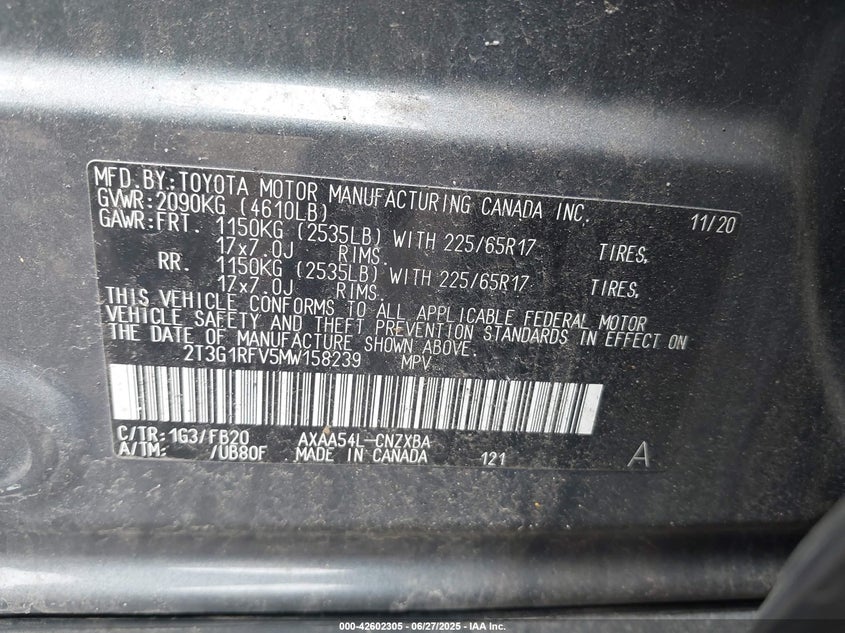 MFD.BY:TOYOTA MOTOR MANUFACTURING CANADA INC. 11/20
GVWR:2090KG (4610LB)
GAWR:FRT. 1150KG (2535LB) WITH 225/65R17 TIRES,
17x7.0J RIMS.
RR. 1150KG (2535LB) WITH 225/65R17 TIRES,
17x7.0J RIMS.
THIS VEHICLE CONFORMS TO ALL APPLICABLE FEDERAL MOTOR
VEHICLE SAFETY AND THEFT PREVENTION STANDARDS IN EFFECT ON
THE DATE OF MANUFACTURE SHOWN ABOVE.
2T3G1RFV5MW158239 MPV
C/TR:1G3/FB20 AXAA54L-CNZXBA
A/TM: /UB80F MADE IN CANADA 121 A
000-42602305 - 06/27/2025 - IAA Inc.